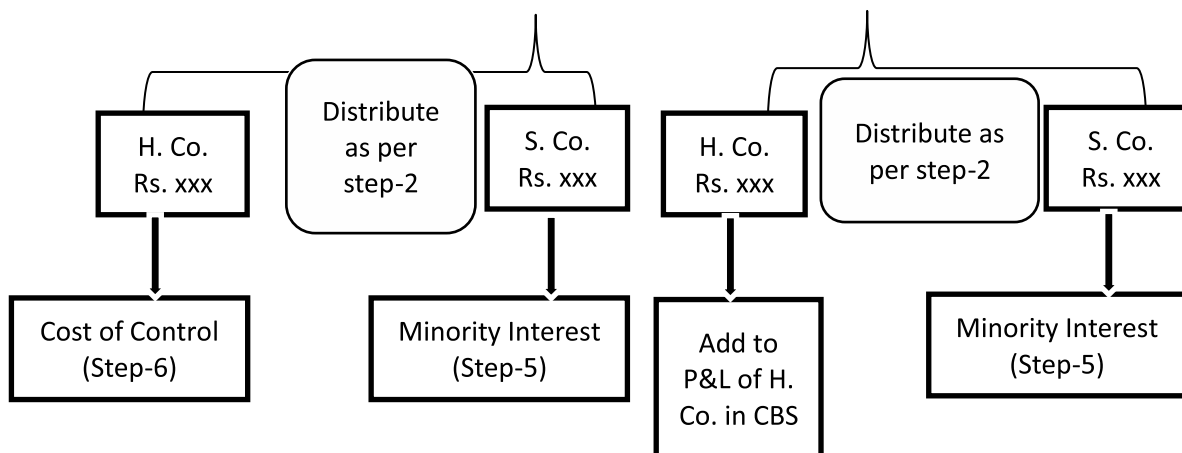 H. Co.
Rs. xxx
Distribute
as per
step-2
S. Co.
Rs. xxx
H. Co.
Rs. xxx
Distribute as
per step-2
S. Co.
Rs. xxx
Cost of Control
(Step-6)
Minority Interest
(Step-5)
Add to
P&L of H.
Co. in CBS
Minority Interest
(Step-5)